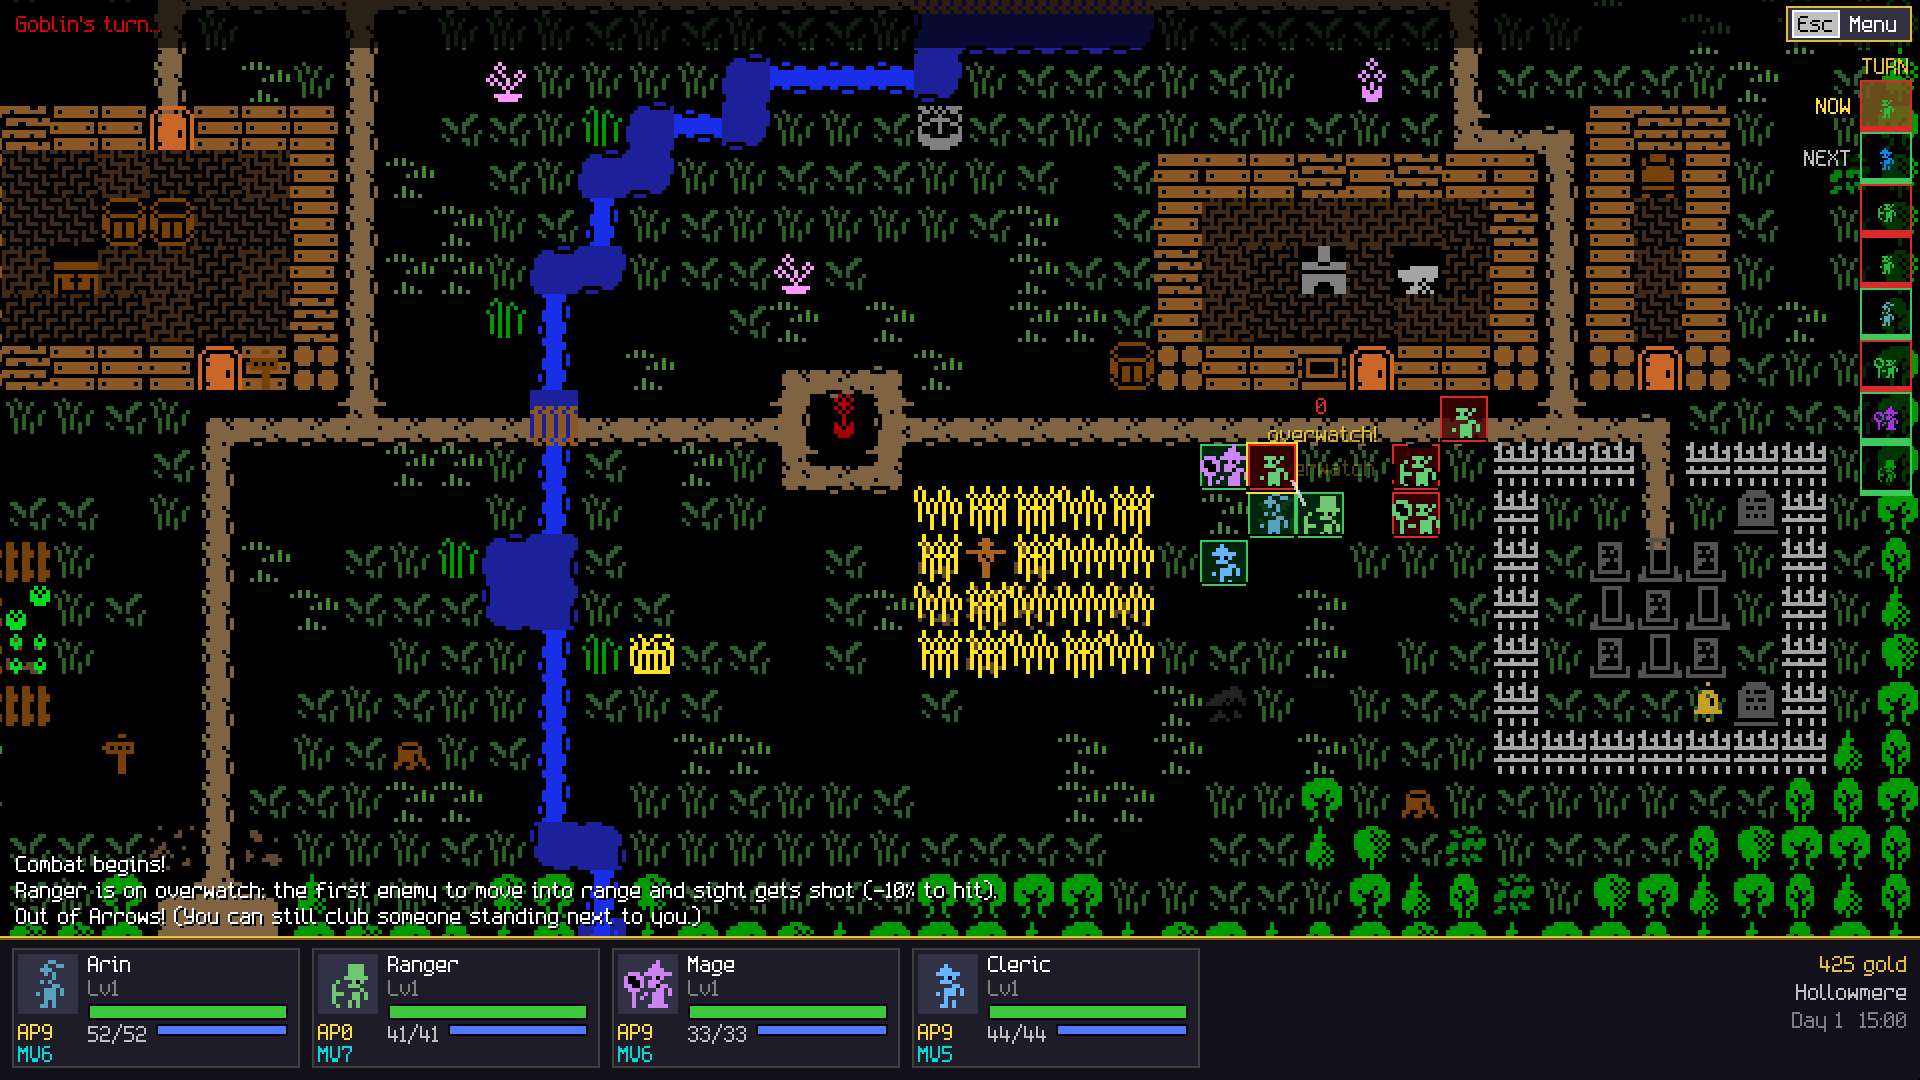 Goblin's turn...
Esc Menu
TURN
NOW
NEXT
0
overwatch!
erwatch
Combat begins!
Ranger is on overwatch: the first enemy to move into range and sight gets shot (-10% to hit).
Out of Arrows! (You can still club someone standing next to you.)
Arin
Lv1
AP9 52/52
MV6
Ranger
Lv1
AP0 41/41
MV7
Mage
Lv1
AP9 33/33
MV6
Cleric
Lv1
AP9 44/44
MV5
425 gold
Hollowmere
Day 1 15:00